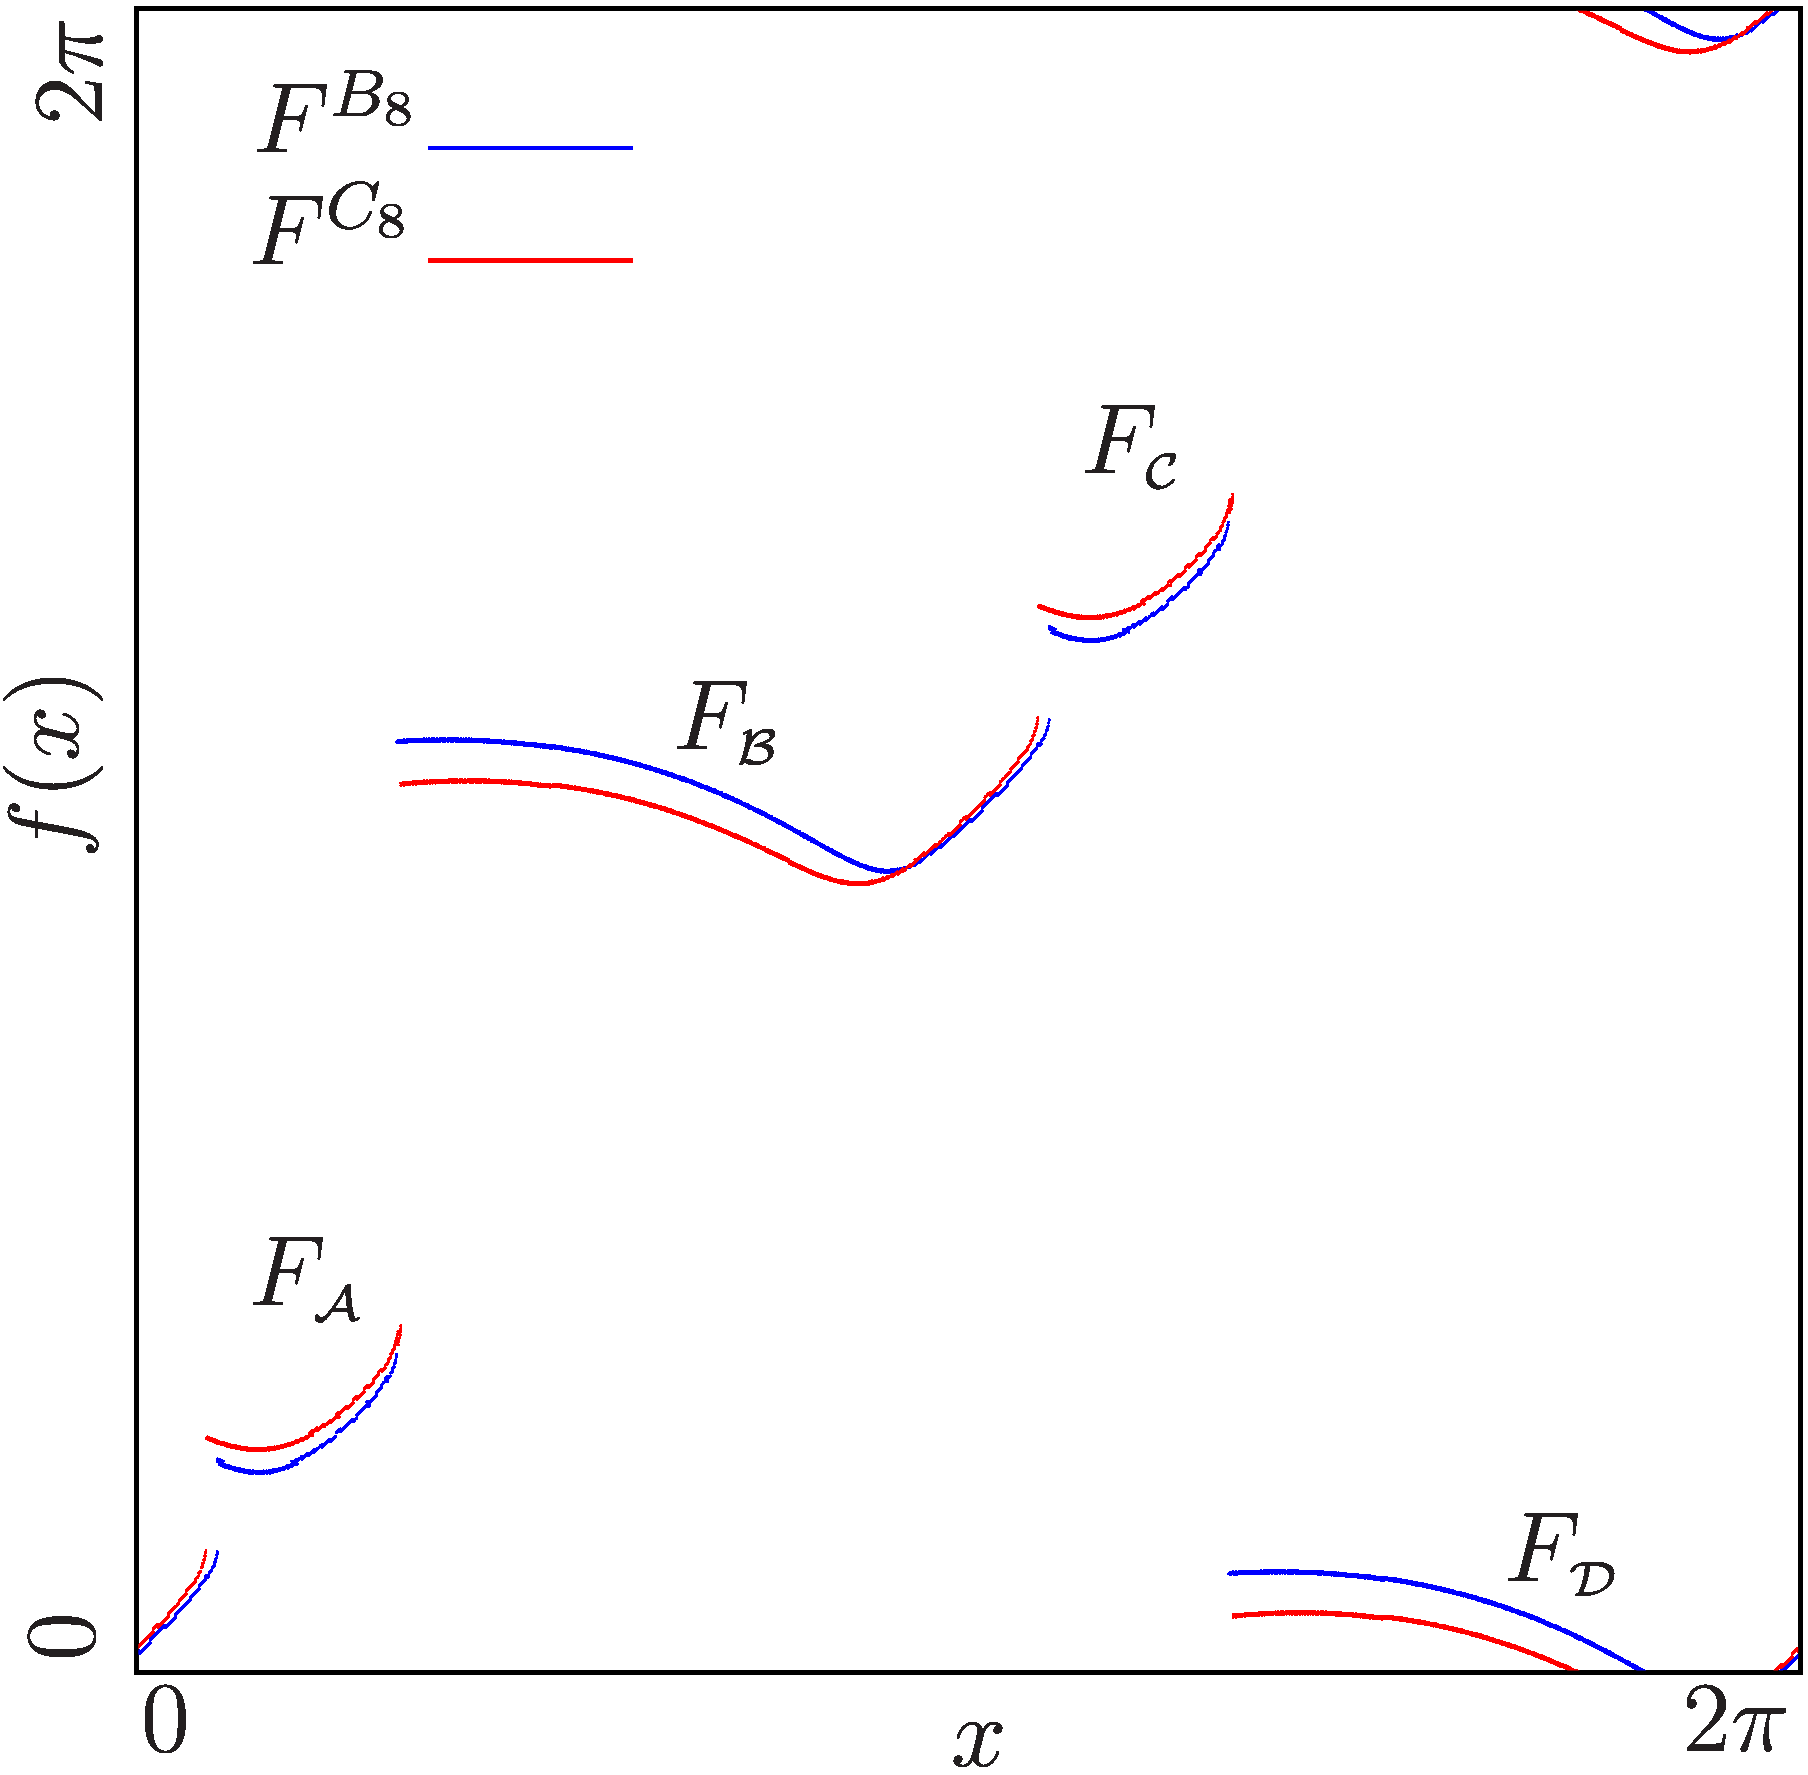 2π
F^{B_8}
F^{C_8}
F_𝒞
F_ℬ
f(x)
F_𝒜
F_𝒟
0
0
x
2π